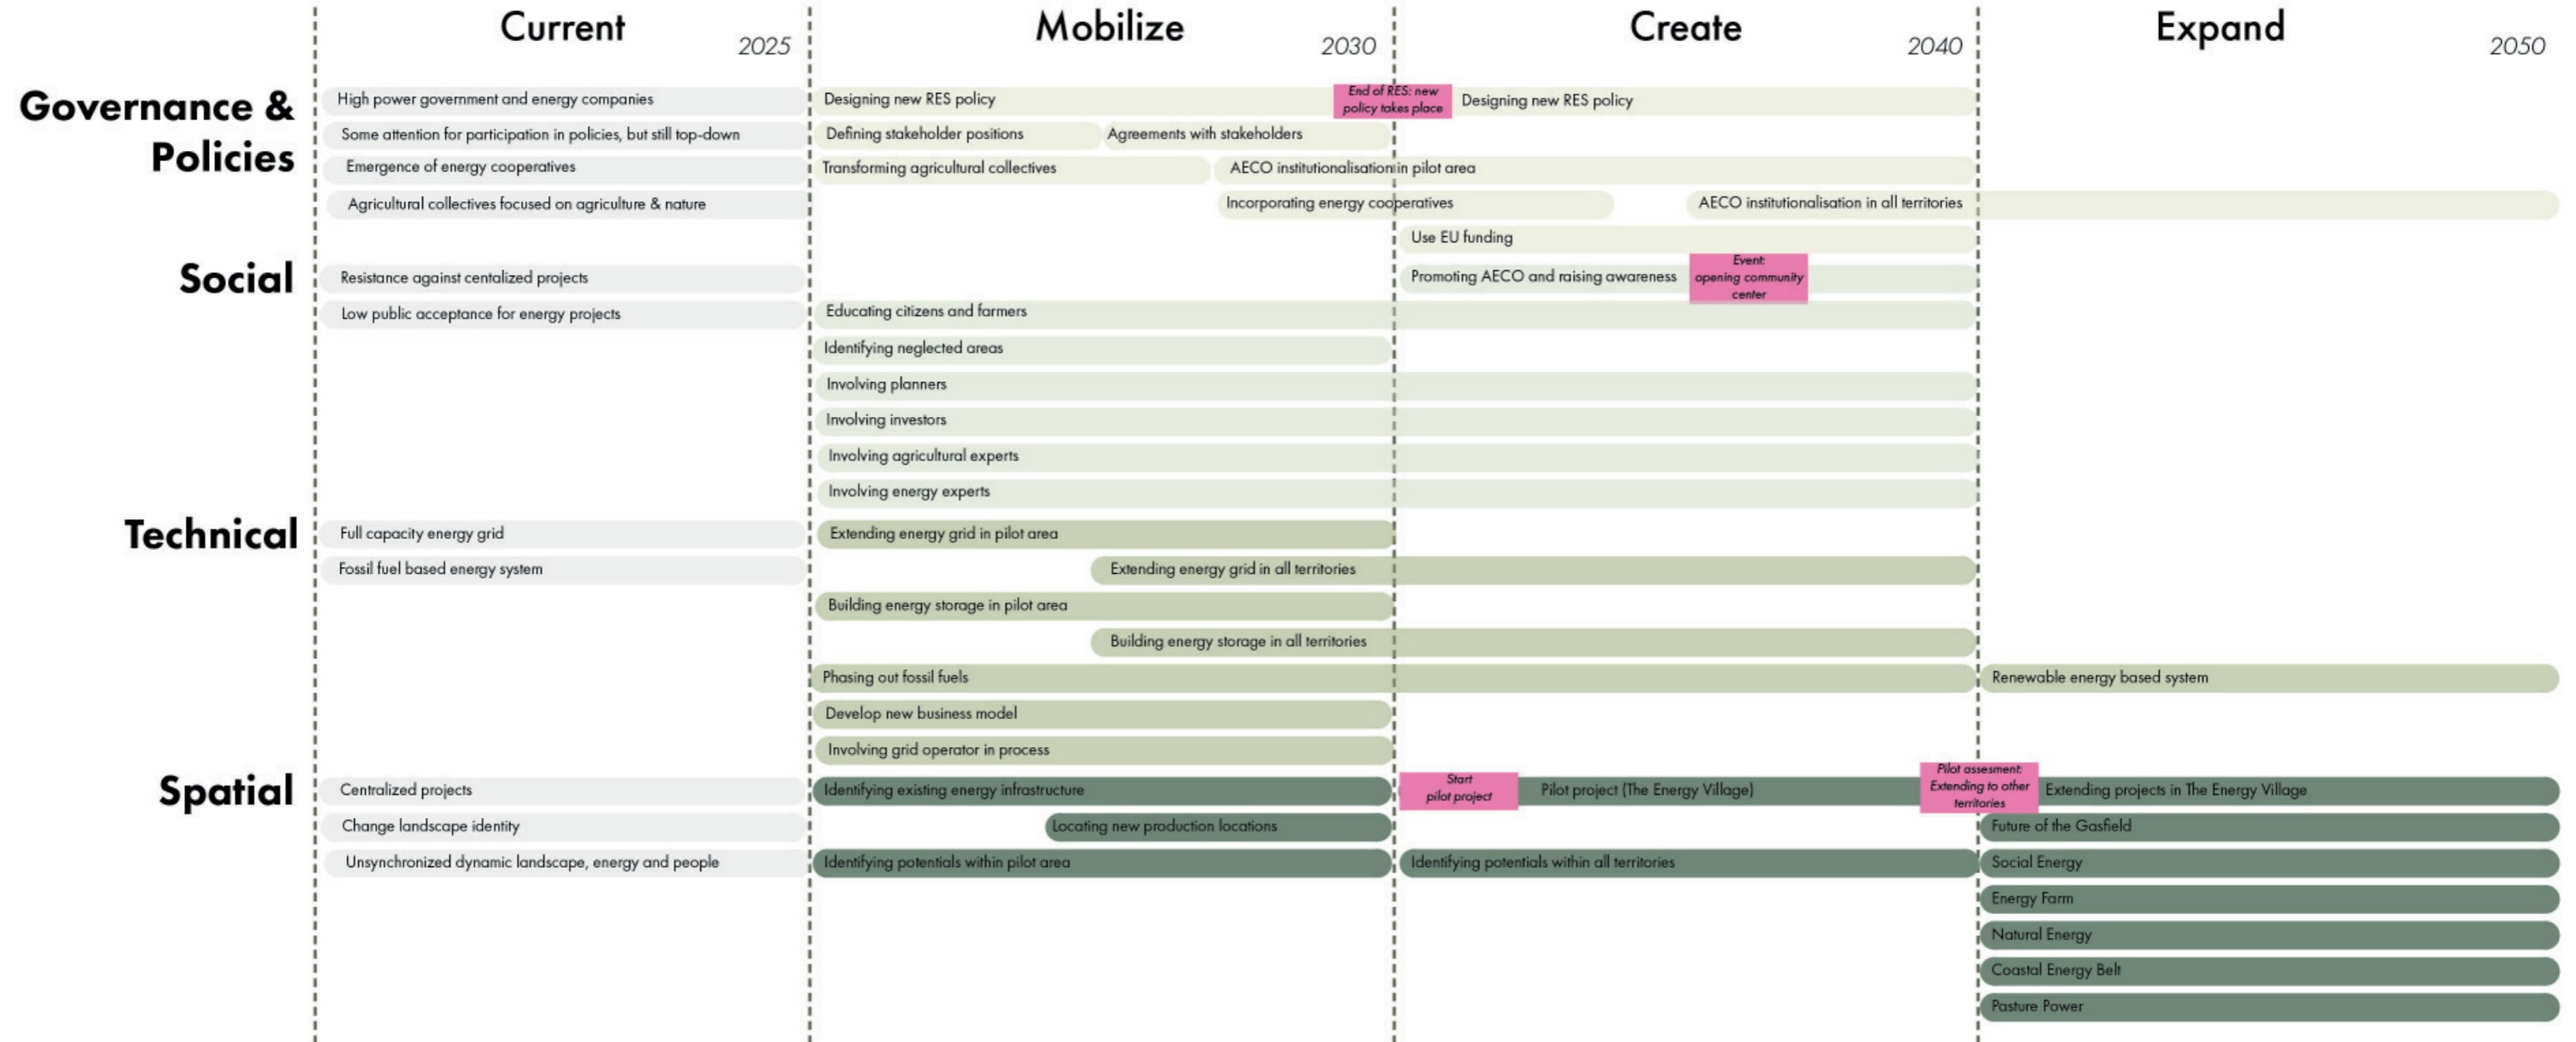 Current
2025
Mobilize
2030
Create
2040
Expand
2050
Governance &
Policies
High power government and energy companies
Designing new RES policy
End of RES: new
policy takes place
Designing new RES policy
Some attention for participation in policies, but still top-down
Defining stakeholder positions
Agreements with stakeholders
Emergence of energy cooperatives
Transforming agricultural collectives
AECO institutionalisation in pilot area
Agricultural collectives focused on agriculture & nature
Incorporating energy cooperatives
AECO institutionalisation in all territories
Use EU funding
Social
Resistance against centalized projects
Promoting AECO and raising awareness
Event:
opening community
center
Low public acceptance for energy projects
Educating citizens and farmers
Identifying neglected areas
Involving planners
Involving investors
Involving agricultural experts
Involving energy experts
Technical
Full capacity energy grid
Extending energy grid in pilot area
Fossil fuel based energy system
Extending energy grid in all territories
Building energy storage in pilot area
Building energy storage in all territories
Phasing out fossil fuels
Renewable energy based system
Develop new business model
Involving grid operator in process
Spatial
Centralized projects
Identifying existing energy infrastructure
Start
pilot project
Pilot project (The Energy Village)
Pilot assesment:
Extending to other
territories
Extending projects in The Energy Village
Change landscape identity
Locating new production locations
Future of the Gasfield
Unsynchronized dynamic landscape, energy and people
Identifying potentials within pilot area
Identifying potentials within all territories
Social Energy
Energy Farm
Natural Energy
Coastal Energy Belt
Pasture Power